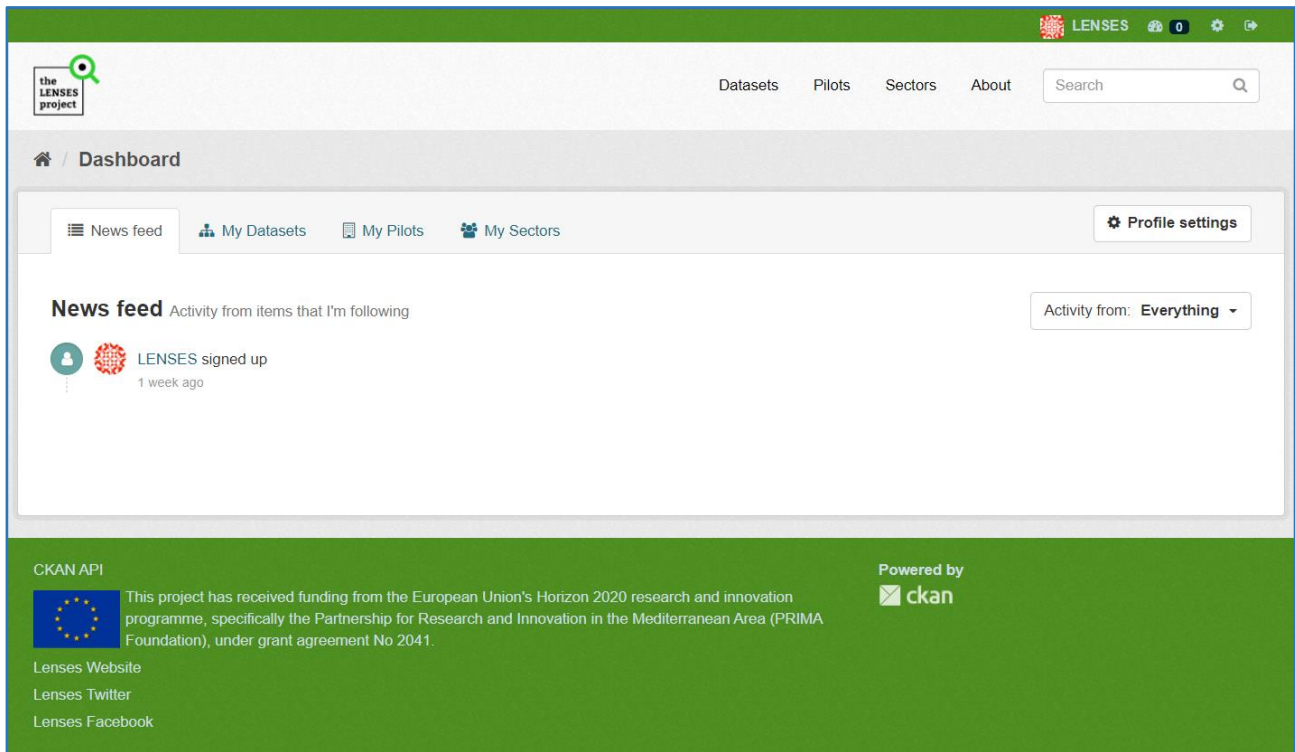 LENSES 0
the
LENSES
project
Datasets Pilots Sectors About Search
/ Dashboard
News feed My Datasets My Pilots My Sectors Profile settings
News feed Activity from items that I'm following Activity from: Everything
LENSES signed up
1 week ago
CKAN API
This project has received funding from the European Union's Horizon 2020 research and innovation
programme, specifically the Partnership for Research and Innovation in the Mediterranean Area (PRIMA
Foundation), under grant agreement No 2041.
Lenses Website
Lenses Twitter
Lenses Facebook
Powered by
ckan